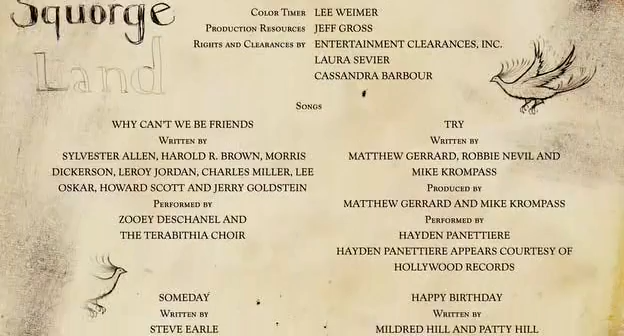 Squorge
Land
Color Timer LEE WEIMER
Production Resources JEFF GROSS
Rights and Clearances by ENTERTAINMENT CLEARANCES, INC.
LAURA SEVIER
CASSANDRA BARBOUR
Songs
WHY CAN'T WE BE FRIENDS
Written by
SYLVESTER ALLEN, HAROLD R. BROWN, MORRIS
DICKERSON, LEROY JORDAN, CHARLES MILLER, LEE
OSKAR, HOWARD SCOTT AND JERRY GOLDSTEIN
Performed by
ZOOEY DESCHANEL AND
THE TERABITHIA CHOIR
TRY
Written by
MATTHEW GERRARD, ROBBIE NEVIL AND
MIKE KROMPASS
Produced by
MATTHEW GERRARD AND MIKE KROMPASS
Performed by
HAYDEN PANETTIERE
HAYDEN PANETTIERE APPEARS COURTESY OF
HOLLYWOOD RECORDS
SOMEDAY
Written by
STEVE EARLE
HAPPY BIRTHDAY
Written by
MILDRED HILL AND PATTY HILL